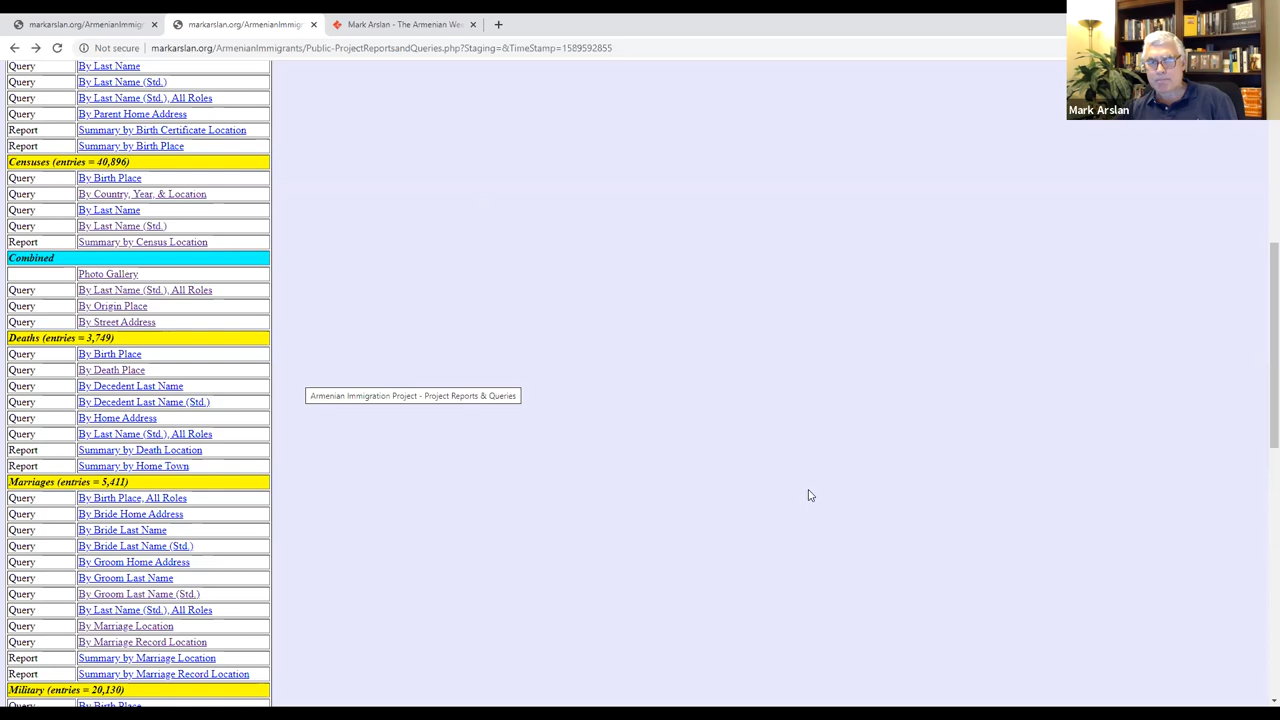 markarslan.org/ArmenianImmigr
markarslan.org/ArmenianImmigr
Mark Arslan - The Armenian We
Not secure
markarslan.org/ArmenianImmigrants/Public-ProjectReportsandQueries.php?Staging=&TimeStamp=1589592855
Mark Arslan
Query By Last Name
Query By Last Name (Std.)
Query By Last Name (Std.), All Roles
Query By Parent Home Address
Report Summary by Birth Certificate Location
Report Summary by Birth Place
Censuses (entries = 40,896)
Query By Birth Place
Query By Country, Year, & Location
Query By Last Name
Query By Last Name (Std.)
Report Summary by Census Location
Combined
Photo Gallery
Query By Last Name (Std.), All Roles
Query By Origin Place
Query By Street Address
Deaths (entries = 3,749)
Query By Birth Place
Query By Death Place
Query By Decedent Last Name
Query By Decedent Last Name (Std.)
Query By Home Address
Query By Last Name (Std.), All Roles
Report Summary by Death Location
Report Summary by Home Town
Armenian Immigration Project - Project Reports & Queries
Marriages (entries = 5,411)
Query By Birth Place, All Roles
Query By Bride Home Address
Query By Bride Last Name
Query By Bride Last Name (Std.)
Query By Groom Home Address
Query By Groom Last Name
Query By Groom Last Name (Std.)
Query By Last Name (Std.), All Roles
Query By Marriage Location
Query By Marriage Record Location
Report Summary by Marriage Location
Report Summary by Marriage Record Location
Military (entries = 20,130)
Query By Birth Place